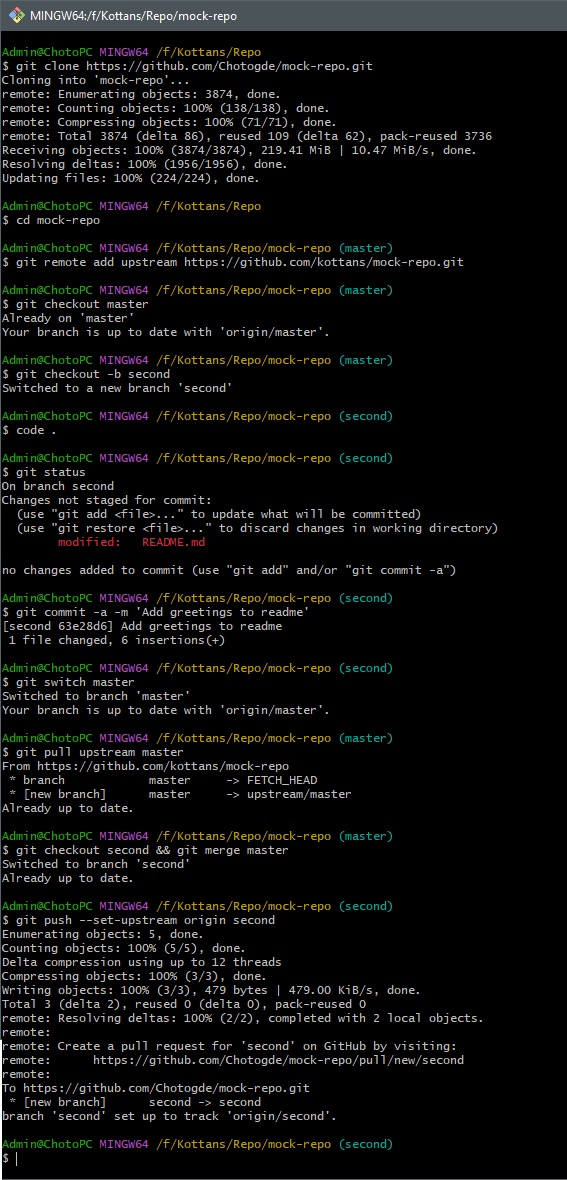 MINGW64:/f/Kottans/Repo/mock-repo
Admin@ChotoPC MINGW64 /f/Kottans/Repo
$ git clone https://github.com/Chotogde/mock-repo.git
Cloning into 'mock-repo'...
remote: Enumerating objects: 3874, done.
remote: Counting objects: 100% (138/138), done.
remote: Compressing objects: 100% (71/71), done.
remote: Total 3874 (delta 86), reused 109 (delta 62), pack-reused 3736
Receiving objects: 100% (3874/3874), 219.41 MiB | 10.47 MiB/s, done.
Resolving deltas: 100% (1956/1956), done.
Updating files: 100% (224/224), done.
Admin@ChotoPC MINGW64 /f/Kottans/Repo
$ cd mock-repo
Admin@ChotoPC MINGW64 /f/Kottans/Repo/mock-repo (master)
$ git remote add upstream https://github.com/kottans/mock-repo.git
Admin@ChotoPC MINGW64 /f/Kottans/Repo/mock-repo (master)
$ git checkout master
Already on 'master'
Your branch is up to date with 'origin/master'.
Admin@ChotoPC MINGW64 /f/Kottans/Repo/mock-repo (master)
$ git checkout -b second
Switched to a new branch 'second'
Admin@ChotoPC MINGW64 /f/Kottans/Repo/mock-repo (second)
$ code .
Admin@ChotoPC MINGW64 /f/Kottans/Repo/mock-repo (second)
$ git status
On branch second
Changes not staged for commit:
  (use "git add <file>..." to update what will be committed)
  (use "git restore <file>..." to discard changes in working directory)
        modified:   README.md
no changes added to commit (use "git add" and/or "git commit -a")
Admin@ChotoPC MINGW64 /f/Kottans/Repo/mock-repo (second)
$ git commit -a -m 'Add greetings to readme'
[second 63e28d6] Add greetings to readme
 1 file changed, 6 insertions(+)
Admin@ChotoPC MINGW64 /f/Kottans/Repo/mock-repo (second)
$ git switch master
Switched to branch 'master'
Your branch is up to date with 'origin/master'.
Admin@ChotoPC MINGW64 /f/Kottans/Repo/mock-repo (master)
$ git pull upstream master
From https://github.com/kottans/mock-repo
 * branch            master     -> FETCH_HEAD
 * [new branch]      master     -> upstream/master
Already up to date.
Admin@ChotoPC MINGW64 /f/Kottans/Repo/mock-repo (master)
$ git checkout second && git merge master
Switched to branch 'second'
Already up to date.
Admin@ChotoPC MINGW64 /f/Kottans/Repo/mock-repo (second)
$ git push --set-upstream origin second
Enumerating objects: 5, done.
Counting objects: 100% (5/5), done.
Delta compression using up to 12 threads
Compressing objects: 100% (3/3), done.
Writing objects: 100% (3/3), 479 bytes | 479.00 KiB/s, done.
Total 3 (delta 2), reused 0 (delta 0), pack-reused 0
remote: Resolving deltas: 100% (2/2), completed with 2 local objects.
remote:
remote: Create a pull request for 'second' on GitHub by visiting:
remote:      https://github.com/Chotogde/mock-repo/pull/new/second
remote:
To https://github.com/Chotogde/mock-repo.git
 * [new branch]      second -> second
branch 'second' set up to track 'origin/second'.
Admin@ChotoPC MINGW64 /f/Kottans/Repo/mock-repo (second)
$